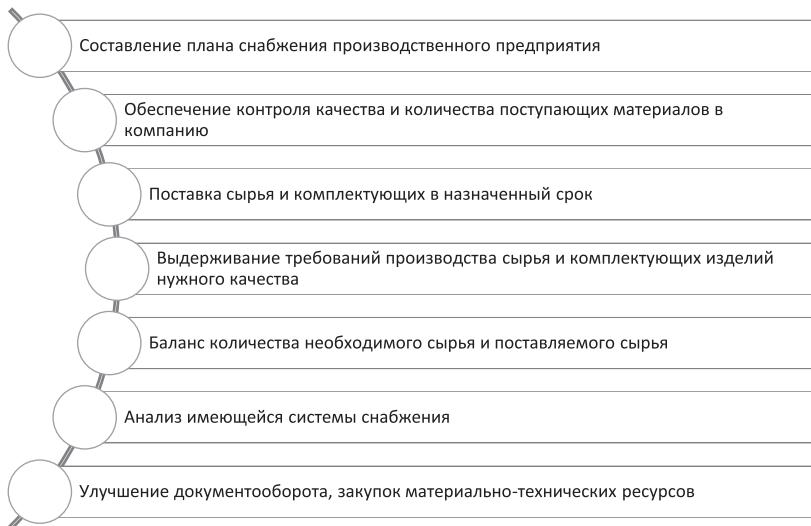 Составление плана снабжения производственного предприятия
Обеспечение контроля качества и количества поступающих материалов в
компанию
Поставка сырья и комплектующих в назначенный срок
Выдерживание требований производства сырья и комплектующих изделий
нужного качества
Баланс количества необходимого сырья и поставляемого сырья
Анализ имеющейся системы снабжения
Улучшение документооборота, закупок материально-технических ресурсов